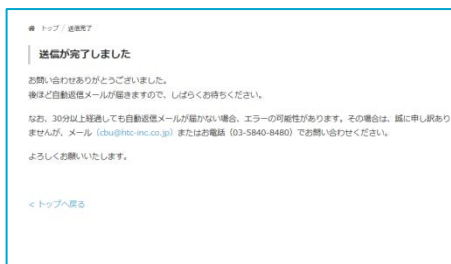 トップ / 送信完了
送信が完了しました
お問い合わせありがとうございました。
後ほど自動返信メールが届きますので、しばらくお待ちください。
なお、30分以上経過しても自動返信メールが届かない場合、エラーの可能性があります。その場合は、誠に申し訳あり
ませんが、メール（cbu@htc-inc.co.jp）またはお電話（03-5840-8480）でお問い合わせください。
よろしくお願いいたします。
< トップへ戻る